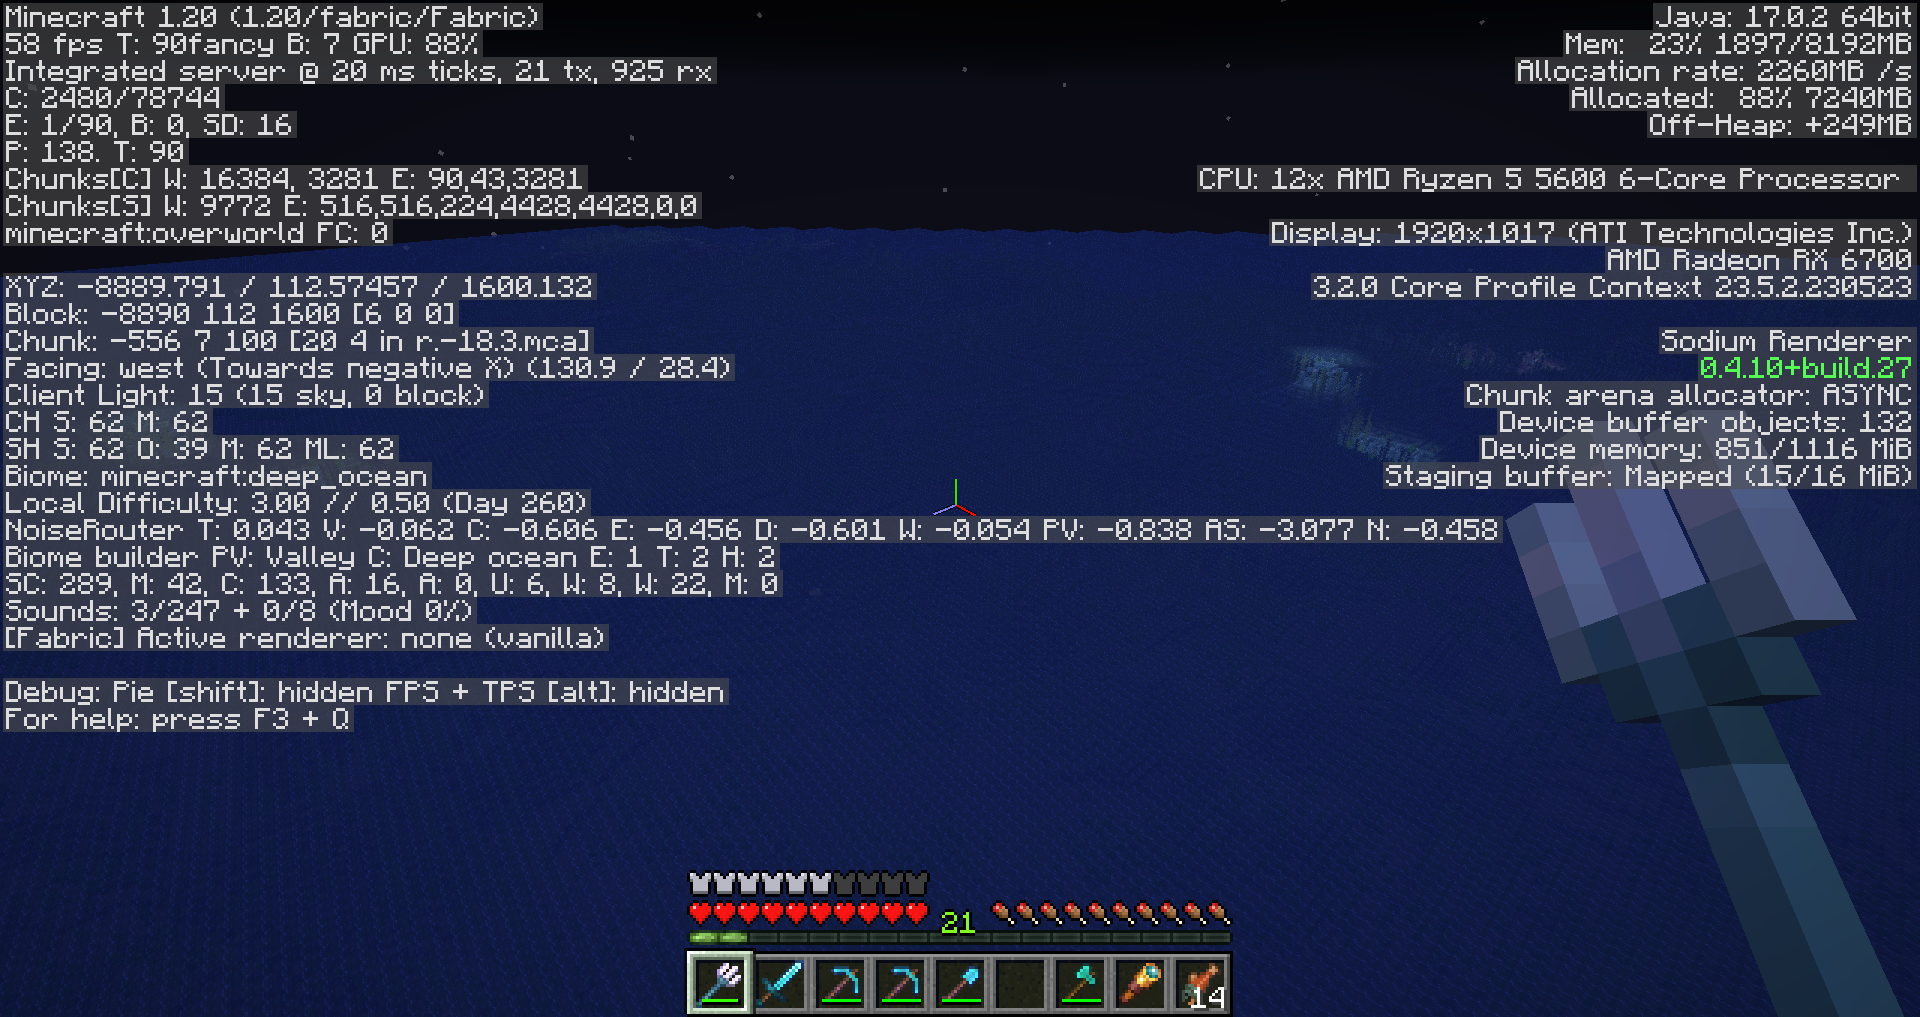 Minecraft 1.20 (1.20/fabric/Fabric)
58 fps T: 90fancy B: 7 GPU: 88%
Integrated server @ 20 ms ticks, 21 tx, 925 rx
C: 2480/78744
E: 1/90, B: 0, SD: 16
P: 138. T: 90
Chunks[C] W: 16384, 3281 E: 90,43,3281
Chunks[S] W: 9772 E: 516,516,224,4428,4428,0,0
minecraft:overworld FC: 0
XYZ: -8889.791 / 112.57457 / 1600.132
Block: -8890 112 1600 [6 0 0]
Chunk: -556 7 100 [20 4 in r.-18.3.mca]
Facing: west (Towards negative X) (130.9 / 28.4)
Client Light: 15 (15 sky, 0 block)
CH S: 62 M: 62
SH S: 62 O: 39 M: 62 ML: 62
Biome: minecraft:deep_ocean
Local Difficulty: 3.00 // 0.50 (Day 260)
NoiseRouter T: 0.043 V: -0.062 C: -0.606 E: -0.456 D: -0.601 W: -0.054 PV: -0.838 AS: -3.077 N: -0.458
Biome builder PV: Valley C: Deep ocean E: 1 T: 2 H: 2
SC: 289, M: 42, C: 133, A: 16, A: 0, U: 6, W: 8, W: 22, M: 0
Sounds: 3/247 + 0/8 (Mood 0%)
[Fabric] Active renderer: none (vanilla)
Debug: Pie [shift]: hidden FPS + TPS [alt]: hidden
For help: press F3 + Q
Java: 17.0.2 64bit
Mem: 23% 1897/8192MB
Allocation rate: 2260MB /s
Allocated: 88% 7240MB
Off-Heap: +249MB
CPU: 12x AMD Ryzen 5 5600 6-Core Processor
Display: 1920x1017 (ATI Technologies Inc.)
AMD Radeon RX 6700
3.2.0 Core Profile Context 23.5.2.230523
Sodium Renderer
0.4.10+build.27
Chunk arena allocator: ASYNC
Device buffer objects: 132
Device memory: 851/1116 MiB
Staging buffer: Mapped (15/16 MiB)
21
14